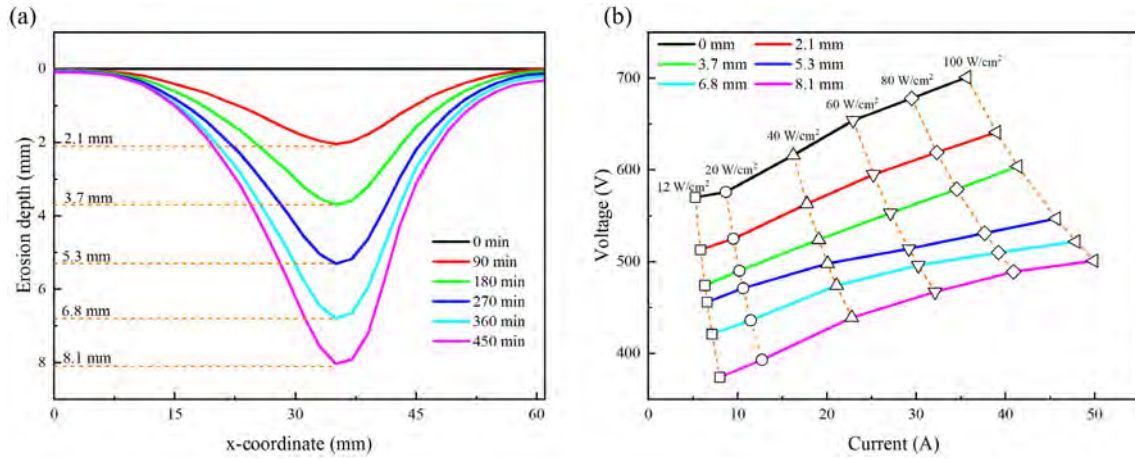 (a)
0
2
4
6
8
Erosion depth (mm)
2.1 mm
3.7 mm
5.3 mm
6.8 mm
8.1 mm
0 min
90 min
180 min
270 min
360 min
450 min
0
15
30
45
60
x-coordinate (mm)
(b)
0 mm
2.1 mm
3.7 mm
5.3 mm
6.8 mm
8.1 mm
12 W/cm²
20 W/cm²
40 W/cm²
60 W/cm²
80 W/cm²
100 W/cm²
700
600
500
400
Voltage (V)
0
10
20
30
40
50
Current (A)